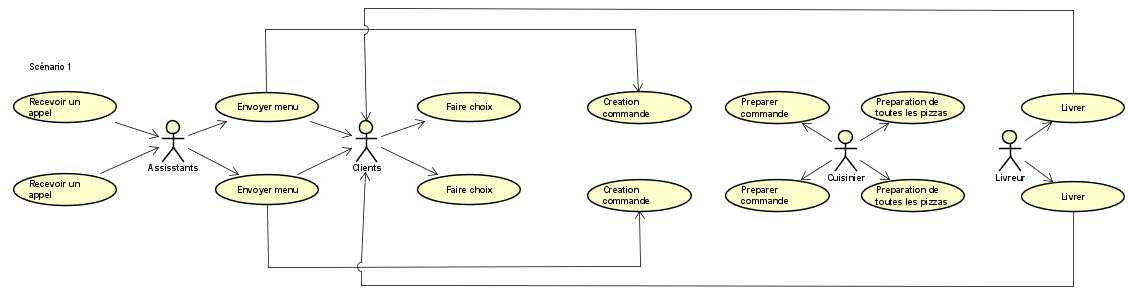 Scénario 1
Recevoir un
appel
Envoyer menu
Faire choix
Creation
commande
Preparer
commande
Preparation de
toutes les pizzas
Livrer
Assisstants
Clients
Cuisinier
Livreur
Recevoir un
appel
Envoyer menu
Faire choix
Creation
commande
Preparer
commande
Preparation de
toutes les pizzas
Livrer